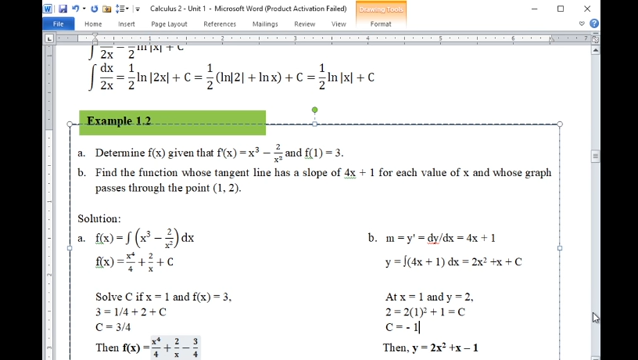 Calculus 2 - Unit 1 - Microsoft Word (Product Activation Failed)
Drawing Tools
File Home Insert Page Layout References Mailings Review View Format
∫ dx/2x = 1/2 ln|x| + C
∫ dx/2x = 1/2 ln|2x| + C = 1/2 (ln|2| + ln x) + C = 1/2 ln|x| + C
Example 1.2
a. Determine f(x) given that f'(x) = x³ − 2/x² and f(1) = 3.
b. Find the function whose tangent line has a slope of 4x + 1 for each value of x and whose graph
passes through the point (1, 2).
Solution:
a. f(x) = ∫ (x³ − 2/x²) dx
f(x) = x⁴/4 + 2/x + C
Solve C if x = 1 and f(x) = 3,
3 = 1/4 + 2 + C
C = 3/4
Then f(x) = x⁴/4 + 2/x − 3/4
b. m = y' = dy/dx = 4x + 1
y = ∫(4x + 1) dx = 2x² +x + C
At x = 1 and y = 2,
2 = 2(1)² + 1 = C
C = - 1
Then, y = 2x² +x − 1